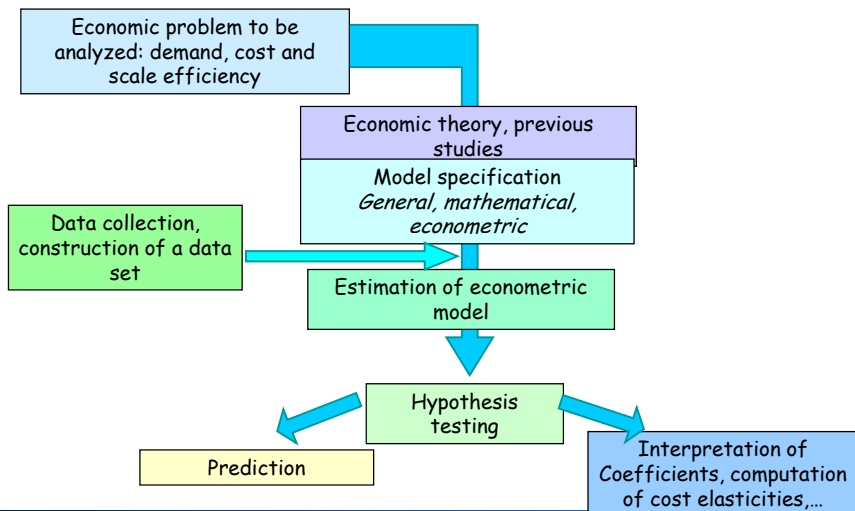 Economic problem to be
analyzed: demand, cost and
scale efficiency
Economic theory, previous
studies
Model specification
General, mathematical,
econometric
Data collection,
construction of a data
set
Estimation of econometric
model
Hypothesis
testing
Prediction
Interpretation of
Coefficients, computation
of cost elasticities,…